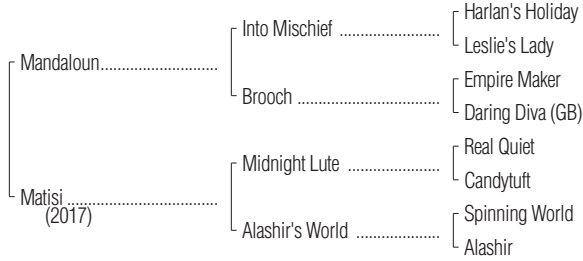 Harlan's Holiday
Into Mischief ....................
Leslie's Lady
Mandaloun............................
Empire Maker
Brooch ..................................
Daring Diva (GB)
Real Quiet
Midnight Lute ......................
Candytuft
Matisi ....................................
(2017)
Spinning World
Alashir's World ....................
Alashir